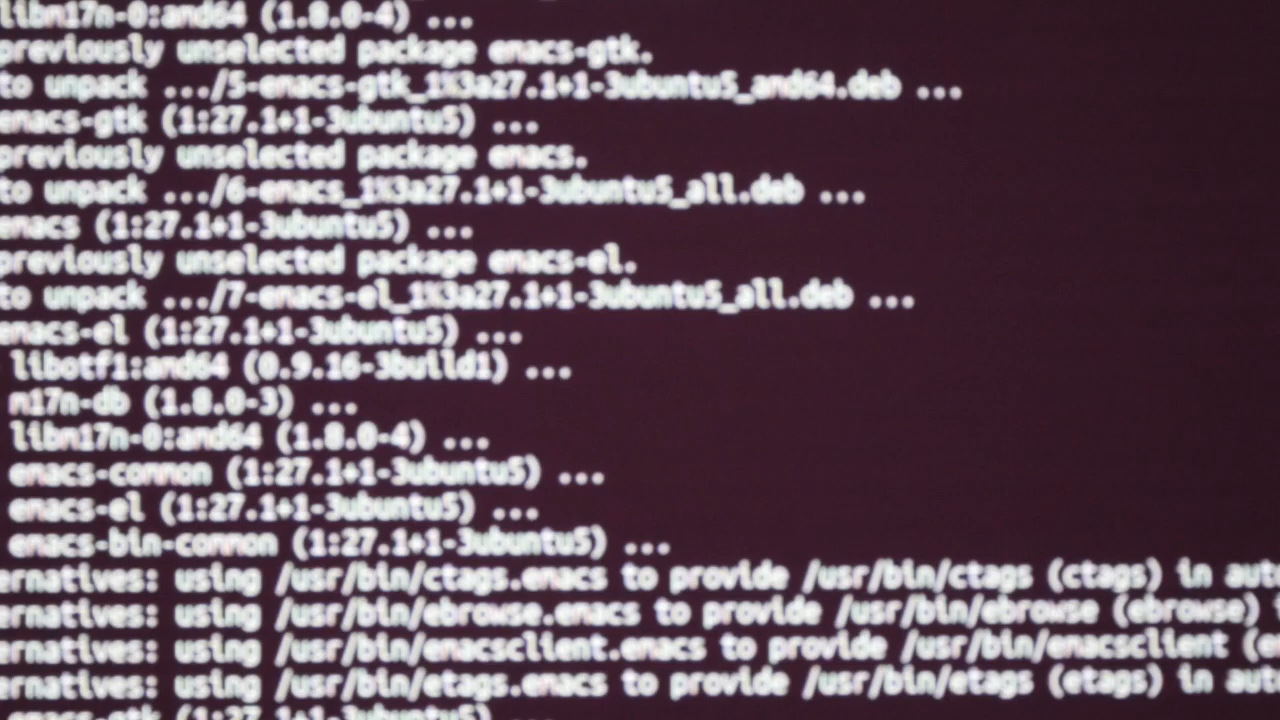 libm17n-0:amd64 (1.8.0-4) ...
previously unselected package emacs-gtk.
to unpack .../5-emacs-gtk_1%3a27.1+1-3ubuntu5_amd64.deb ...
emacs-gtk (1:27.1+1-3ubuntu5) ...
previously unselected package emacs.
to unpack .../6-emacs_1%3a27.1+1-3ubuntu5_all.deb ...
emacs (1:27.1+1-3ubuntu5) ...
previously unselected package emacs-el.
to unpack .../7-emacs-el_1%3a27.1+1-3ubuntu5_all.deb ...
emacs-el (1:27.1+1-3ubuntu5) ...
libotf1:amd64 (0.9.16-3build1) ...
m17n-db (1.8.0-3) ...
libm17n-0:amd64 (1.8.0-4) ...
emacs-common (1:27.1+1-3ubuntu5) ...
emacs-el (1:27.1+1-3ubuntu5) ...
emacs-bin-common (1:27.1+1-3ubuntu5) ...
ernatives: using /usr/bin/ctags.emacs to provide /usr/bin/ctags (ctags) in auto
ernatives: using /usr/bin/ebrowse.emacs to provide /usr/bin/ebrowse (ebrowse)
ernatives: using /usr/bin/emacsclient.emacs to provide /usr/bin/emacsclient (e
ernatives: using /usr/bin/etags.emacs to provide /usr/bin/etags (etags) in auto
emacs-gtk (1:27.1+1-3ubuntu5) ...